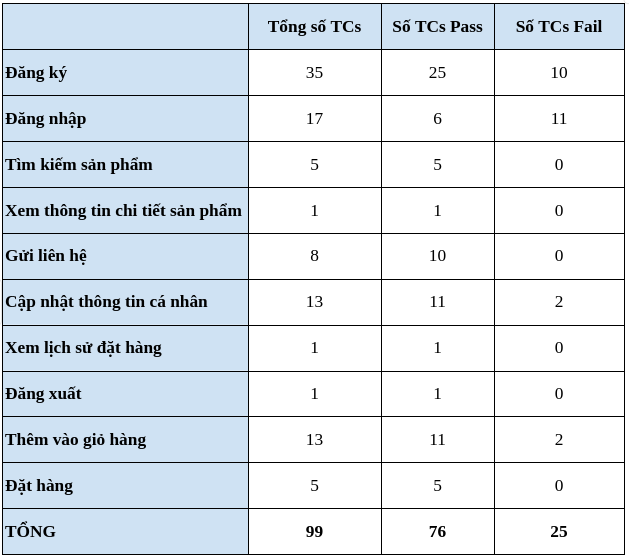 Tổng số TCs Số TCs Pass Số TCs Fail
Đăng ký 35 25 10
Đăng nhập 17 6 11
Tìm kiếm sản phẩm 5 5 0
Xem thông tin chi tiết sản phẩm 1 1 0
Gửi liên hệ 8 10 0
Cập nhật thông tin cá nhân 13 11 2
Xem lịch sử đặt hàng 1 1 0
Đăng xuất 1 1 0
Thêm vào giỏ hàng 13 11 2
Đặt hàng 5 5 0
TỔNG 99 76 25